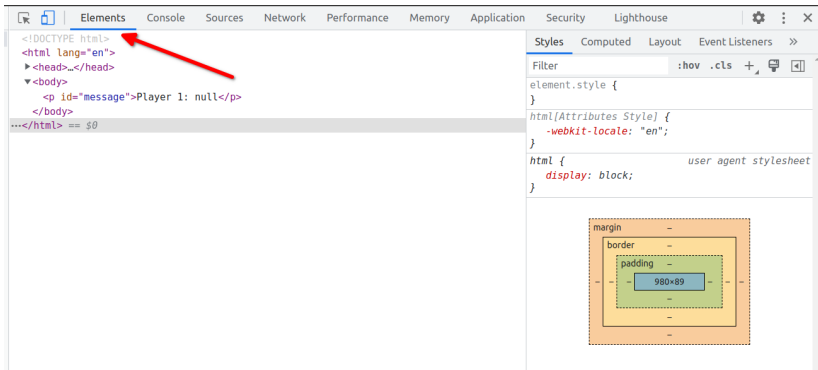 Elements Console Sources Network Performance Memory Application Security Lighthouse
<!DOCTYPE html>
<html lang="en">
▶<head>…</head>
▼<body>
<p id="message">Player 1: null</p>
</body>
…</html> == $0
Styles Computed Layout Event Listeners »
Filter :hov .cls +
element.style {
}
html[Attributes Style] {
-webkit-locale: "en";
}
html { user agent stylesheet
display: block;
}
margin –
border –
padding –
– – – 980×89 – – –
–
–
–